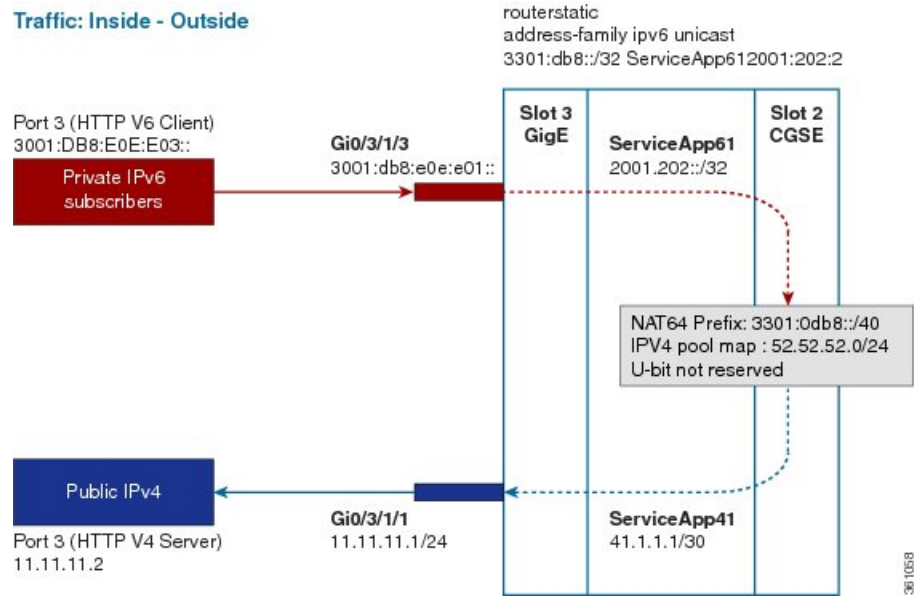 Traffic: Inside - Outside
routerstatic
address-family ipv6 unicast
3301:db8::/32 ServiceApp612001:202:2
Port 3 (HTTP V6 Client)
3001:DB8:E0E:E03::
Private IPv6
subscribers
Gi0/3/1/3
3001:db8:e0e:e01::
Slot 3
GigE
ServiceApp61
2001.202::/32
Slot 2
CGSE
NAT64 Prefix: 3301:0db8::/40
IPV4 pool map : 52.52.52.0/24
U-bit not reserved
Public IPv4
Port 3 (HTTP V4 Server)
11.11.11.2
Gi0/3/1/1
11.11.11.1/24
ServiceApp41
41.1.1.1/30
361058